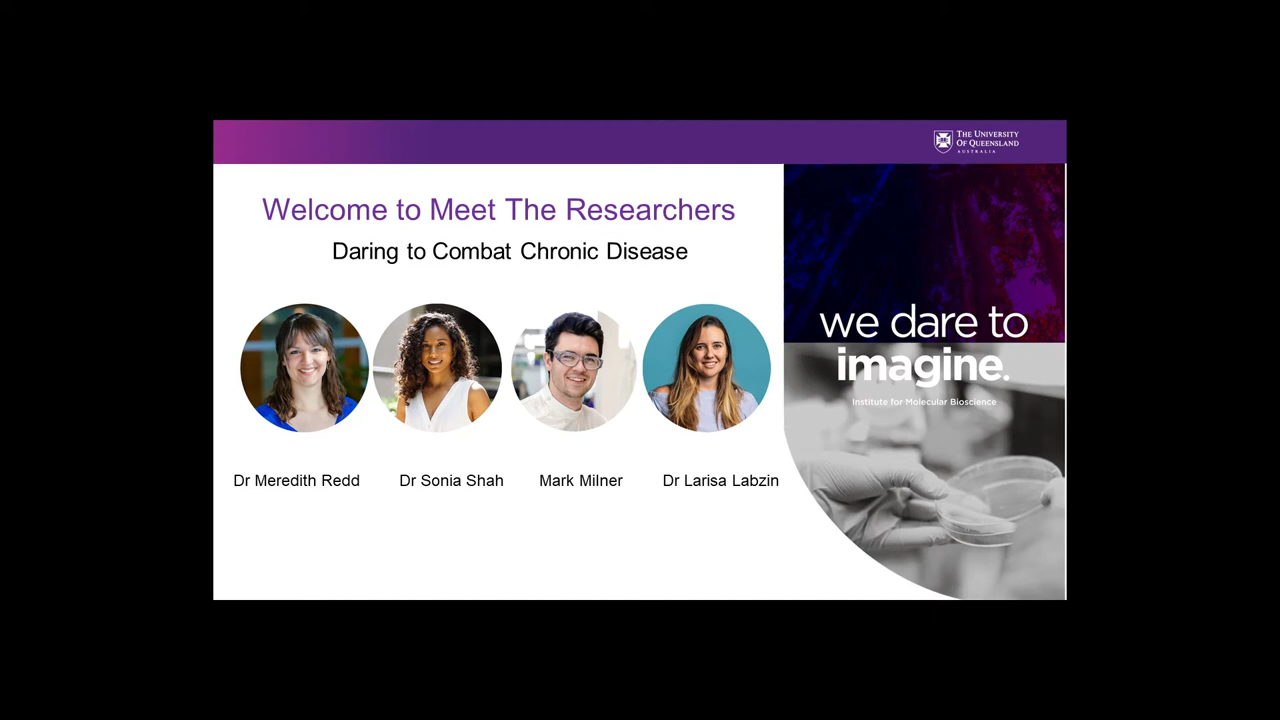 THE UNIVERSITY
OF QUEENSLAND
AUSTRALIA
Welcome to Meet The Researchers
Daring to Combat Chronic Disease
we dare to
imagine.
Institute for Molecular Bioscience
Dr Meredith Redd
Dr Sonia Shah
Mark Milner
Dr Larisa Labzin